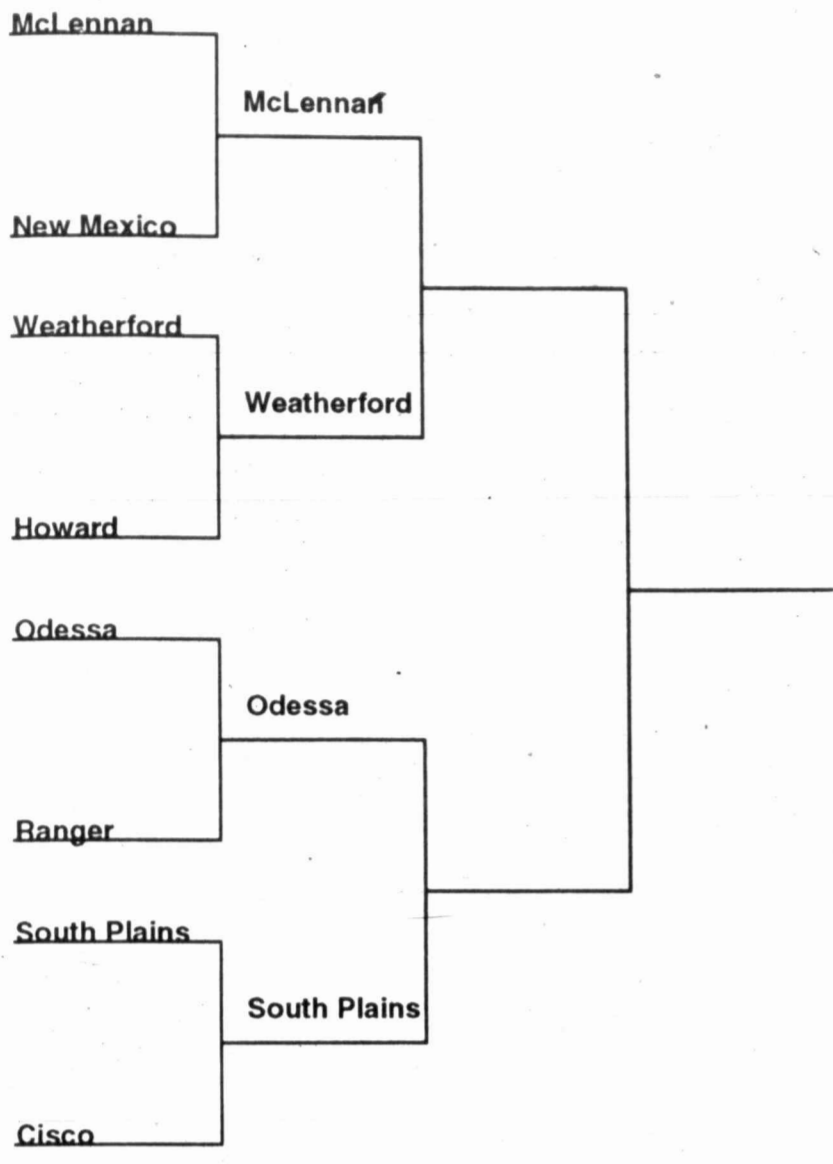 McLennan
McLennan
New Mexico
Weatherford
Weatherford
Howard
Odessa
Odessa
Ranger
South Plains
South Plains
Cisco